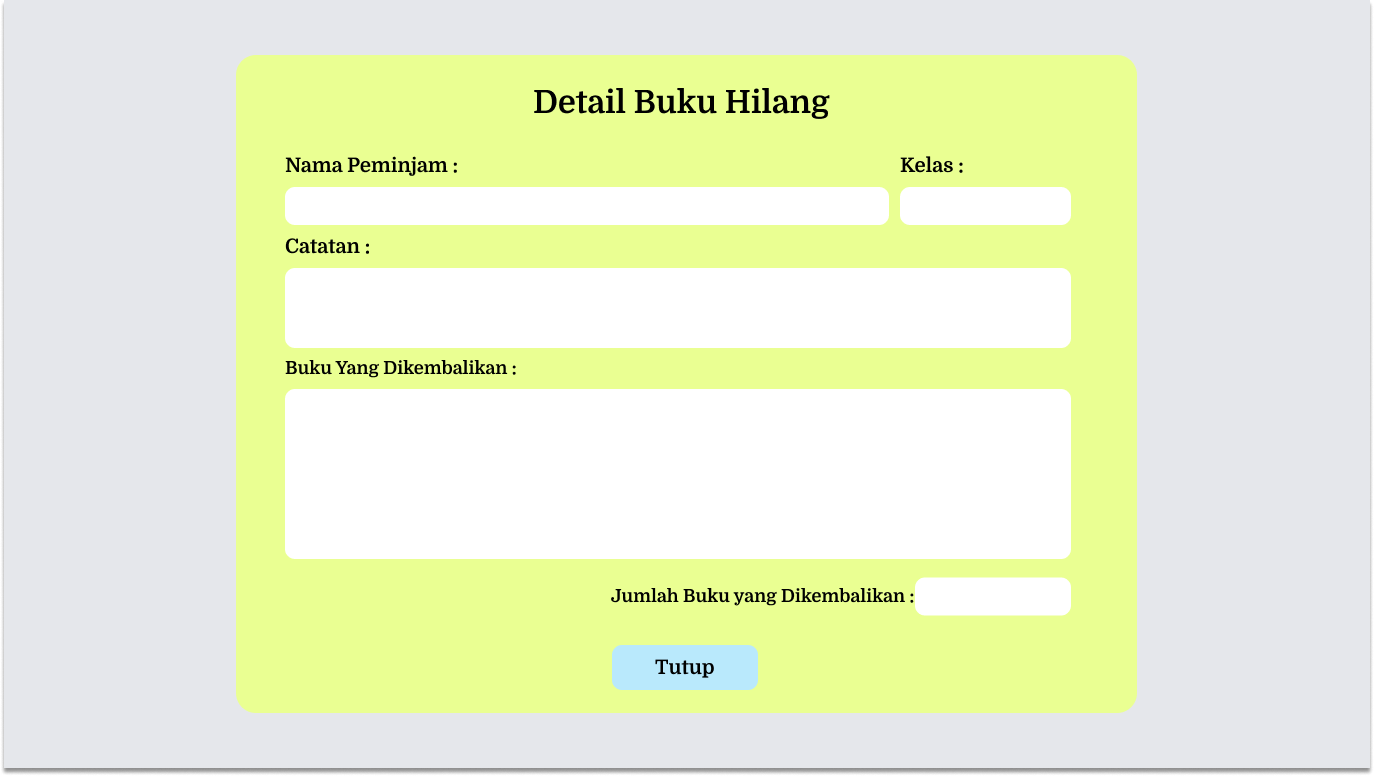 Detail Buku Hilang
Nama Peminjam :
Kelas :
Catatan :
Buku Yang Dikembalikan :
Jumlah Buku yang Dikembalikan :
Tutup